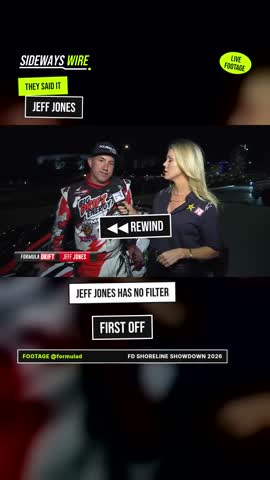 SIDEWAYS WIRE.
LIVE FOOTAGE
THEY SAID IT
JEFF JONES
REWIND
FORMULA DRIFT JEFF JONES
JEFF JONES HAS NO FILTER
FIRST OFF
FOOTAGE @formulad FD SHORELINE SHOWDOWN 2026